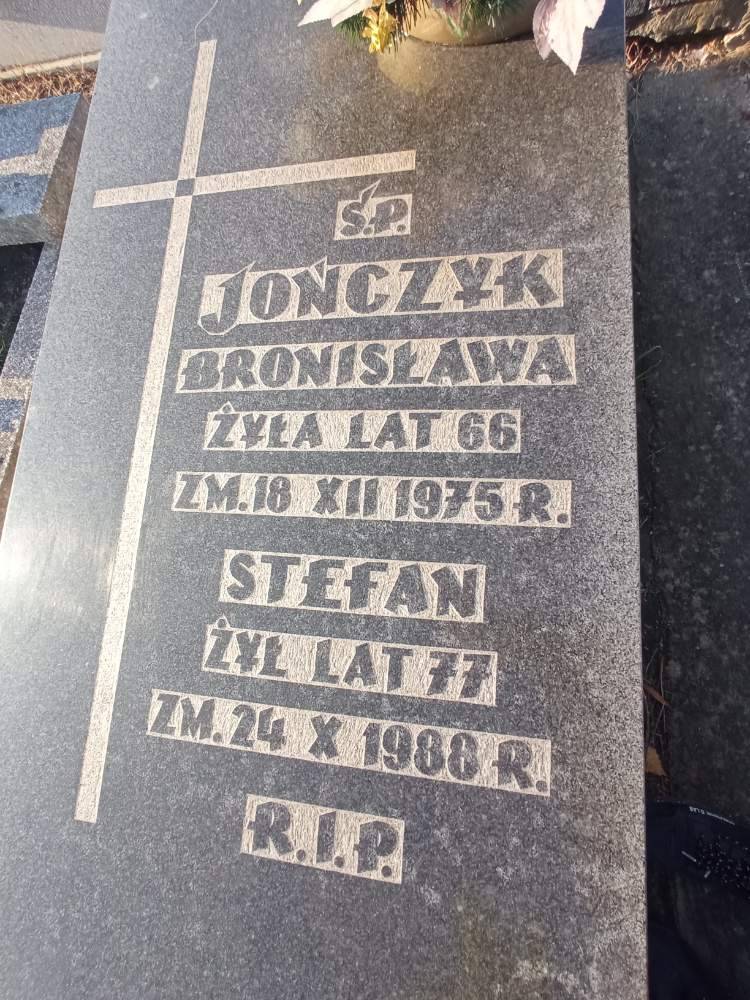 Ś.P.
JOŃCZYK
BRONISŁAWA
ŻYŁA LAT 66
ZM. 18 XII 1975 R.
STEFAN
ŻYŁ LAT 77
ZM. 24 X 1988 R.
R.I.P.